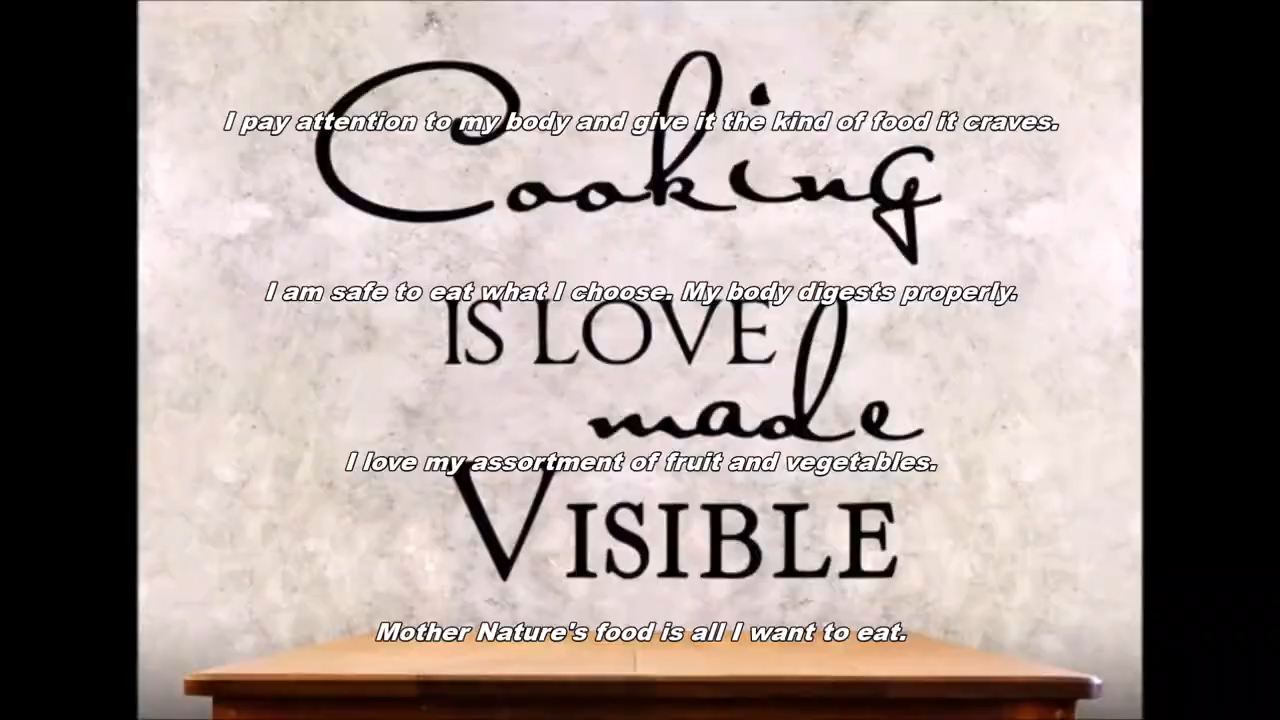 I pay attention to my body and give it the kind of food it craves.
Cooking
I am safe to eat what I choose. My body digests properly.
IS LOVE
made
I love my assortment of fruit and vegetables.
VISIBLE
Mother Nature's food is all I want to eat.